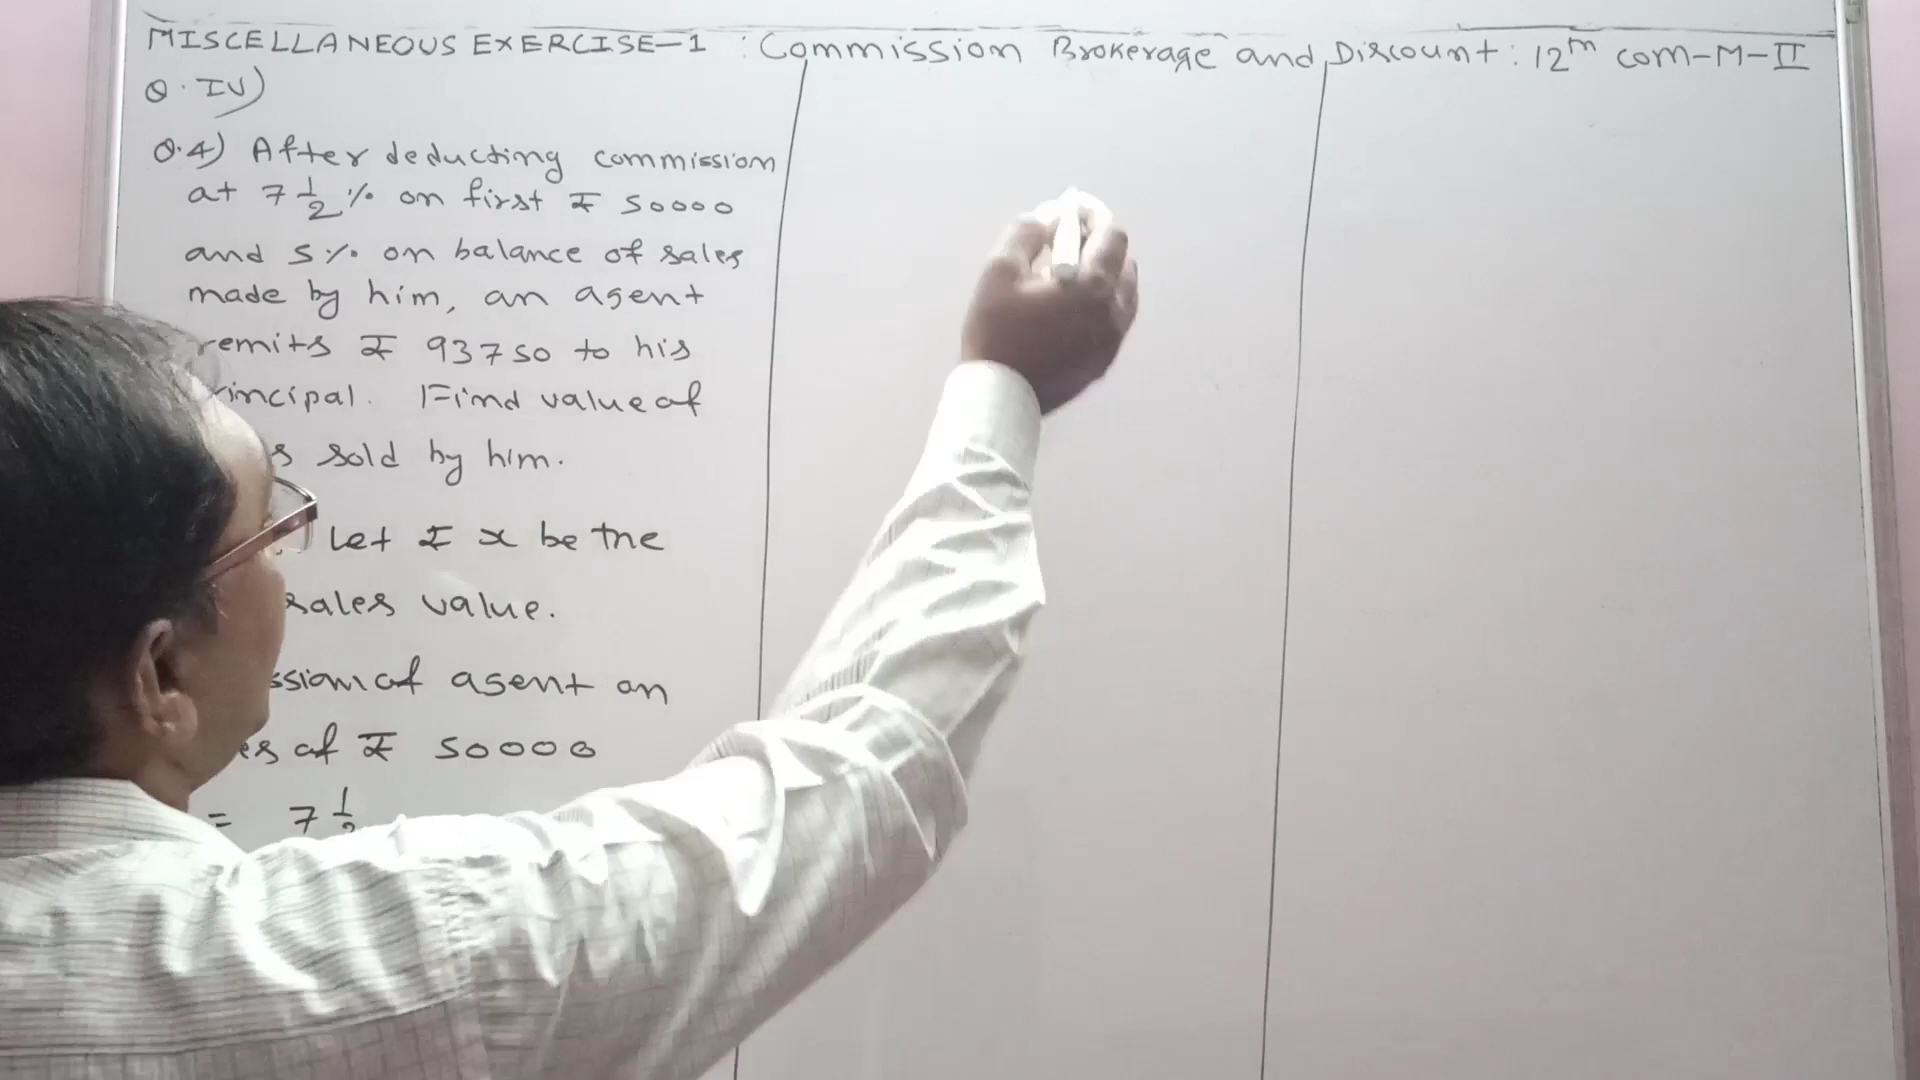 MISCELLANEOUS EXERCISE-1 : Commission Brokerage and Discount : 12th com-M-II
Q. IV)
Q.4) After deducting commission
at 7 1/2 % on first ₹ 50000
and 5% on balance of sales
made by him, an agent
remits ₹ 93750 to his
rincipal. Find value of
s sold by him.
Let ₹ x be the
sales value.
ssion of agent on
es of ₹ 50000
= 7 1/2